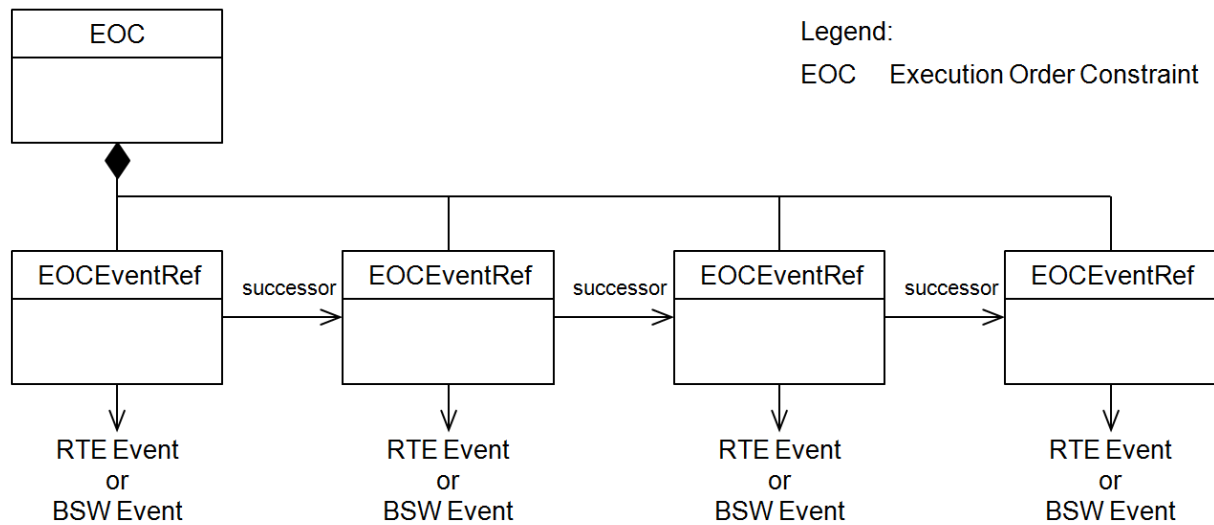 EOC
Legend:
EOC Execution Order Constraint
EOCEventRef
successor
EOCEventRef
successor
EOCEventRef
successor
EOCEventRef
RTE Event
or
BSW Event
RTE Event
or
BSW Event
RTE Event
or
BSW Event
RTE Event
or
BSW Event